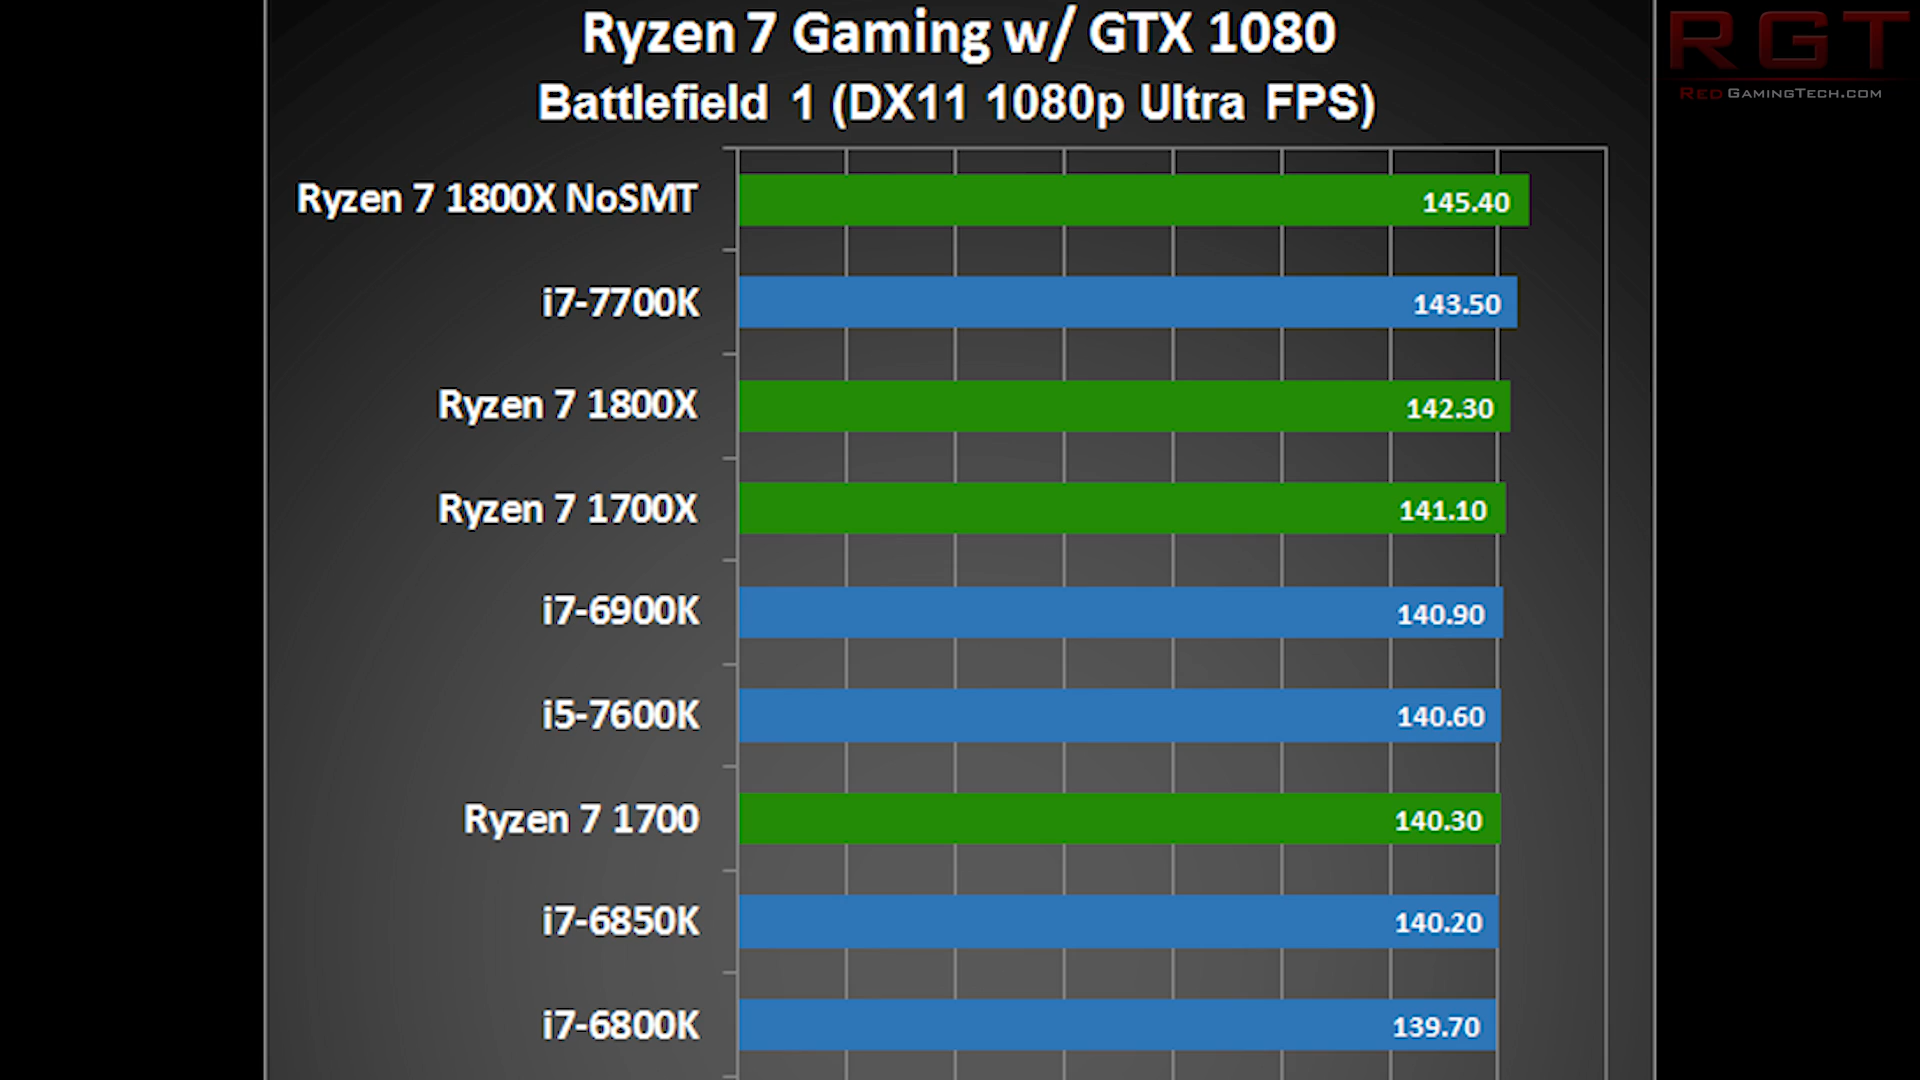 Ryzen 7 Gaming w/ GTX 1080
Battlefield 1 (DX11 1080p Ultra FPS)
RGT
REDGAMINGTECH.COM
Ryzen 7 1800X NoSMT 145.40
i7-7700K 143.50
Ryzen 7 1800X 142.30
Ryzen 7 1700X 141.10
i7-6900K 140.90
i5-7600K 140.60
Ryzen 7 1700 140.30
i7-6850K 140.20
i7-6800K 139.70